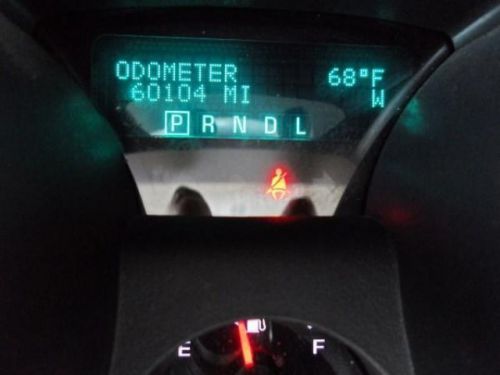 ODOMETER 68°F
60104 MI W
P R N D L
E F